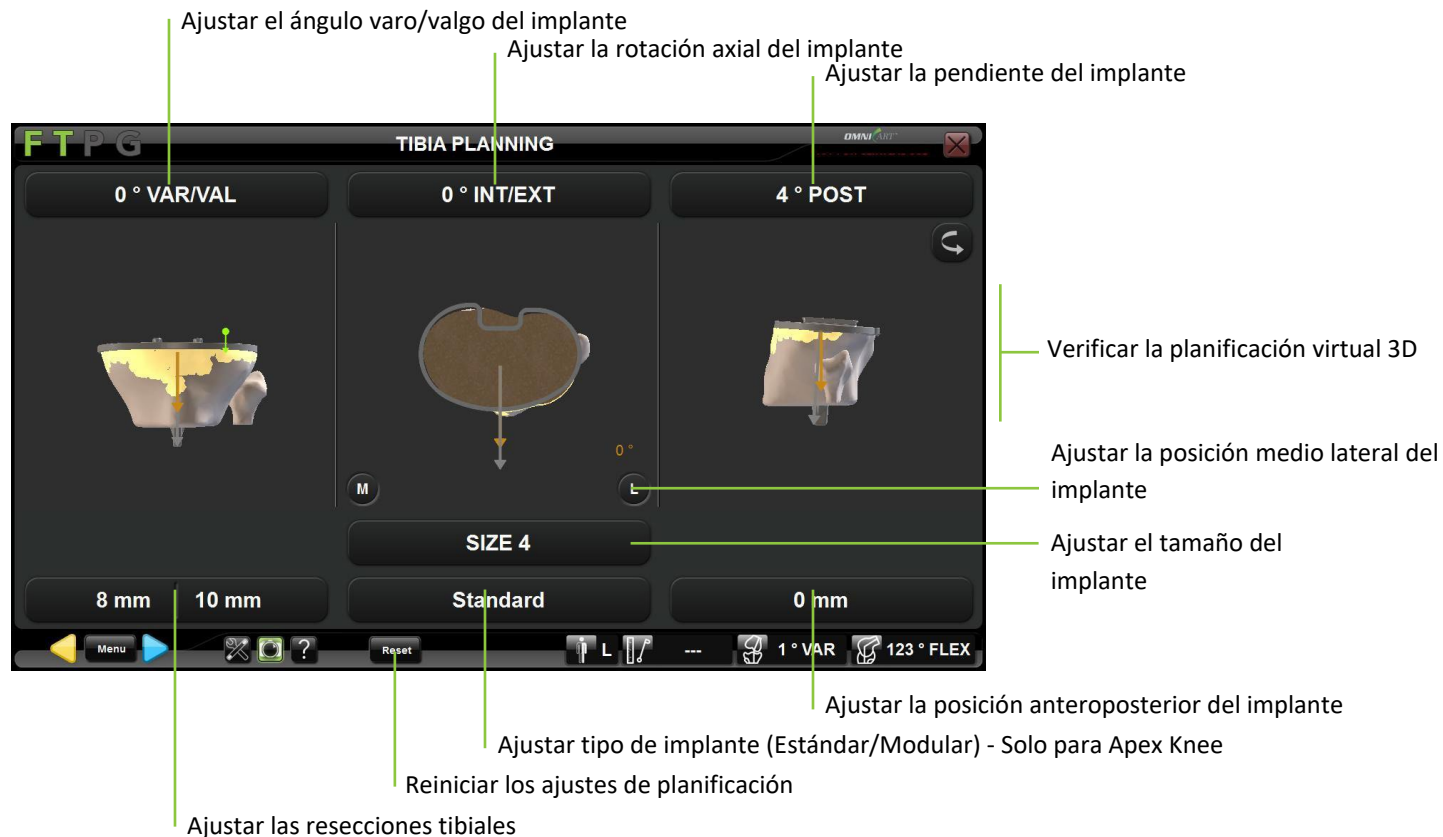 Ajustar el ángulo varo/valgo del implante
Ajustar la rotación axial del implante
Ajustar la pendiente del implante
FTPG
TIBIA PLANNING
OMNI
0 ° VAR/VAL
0 ° INT/EXT
4 ° POST
Verificar la planificación virtual 3D
0 °
M
L
Ajustar la posición medio lateral del
implante
SIZE 4
Ajustar el tamaño del
implante
8 mm 10 mm
Standard
0 mm
Menu
?
Reset
L
---
1 ° VAR
123 ° FLEX
Ajustar la posición anteroposterior del implante
Ajustar tipo de implante (Estándar/Modular) - Solo para Apex Knee
Reiniciar los ajustes de planificación
Ajustar las resecciones tibiales